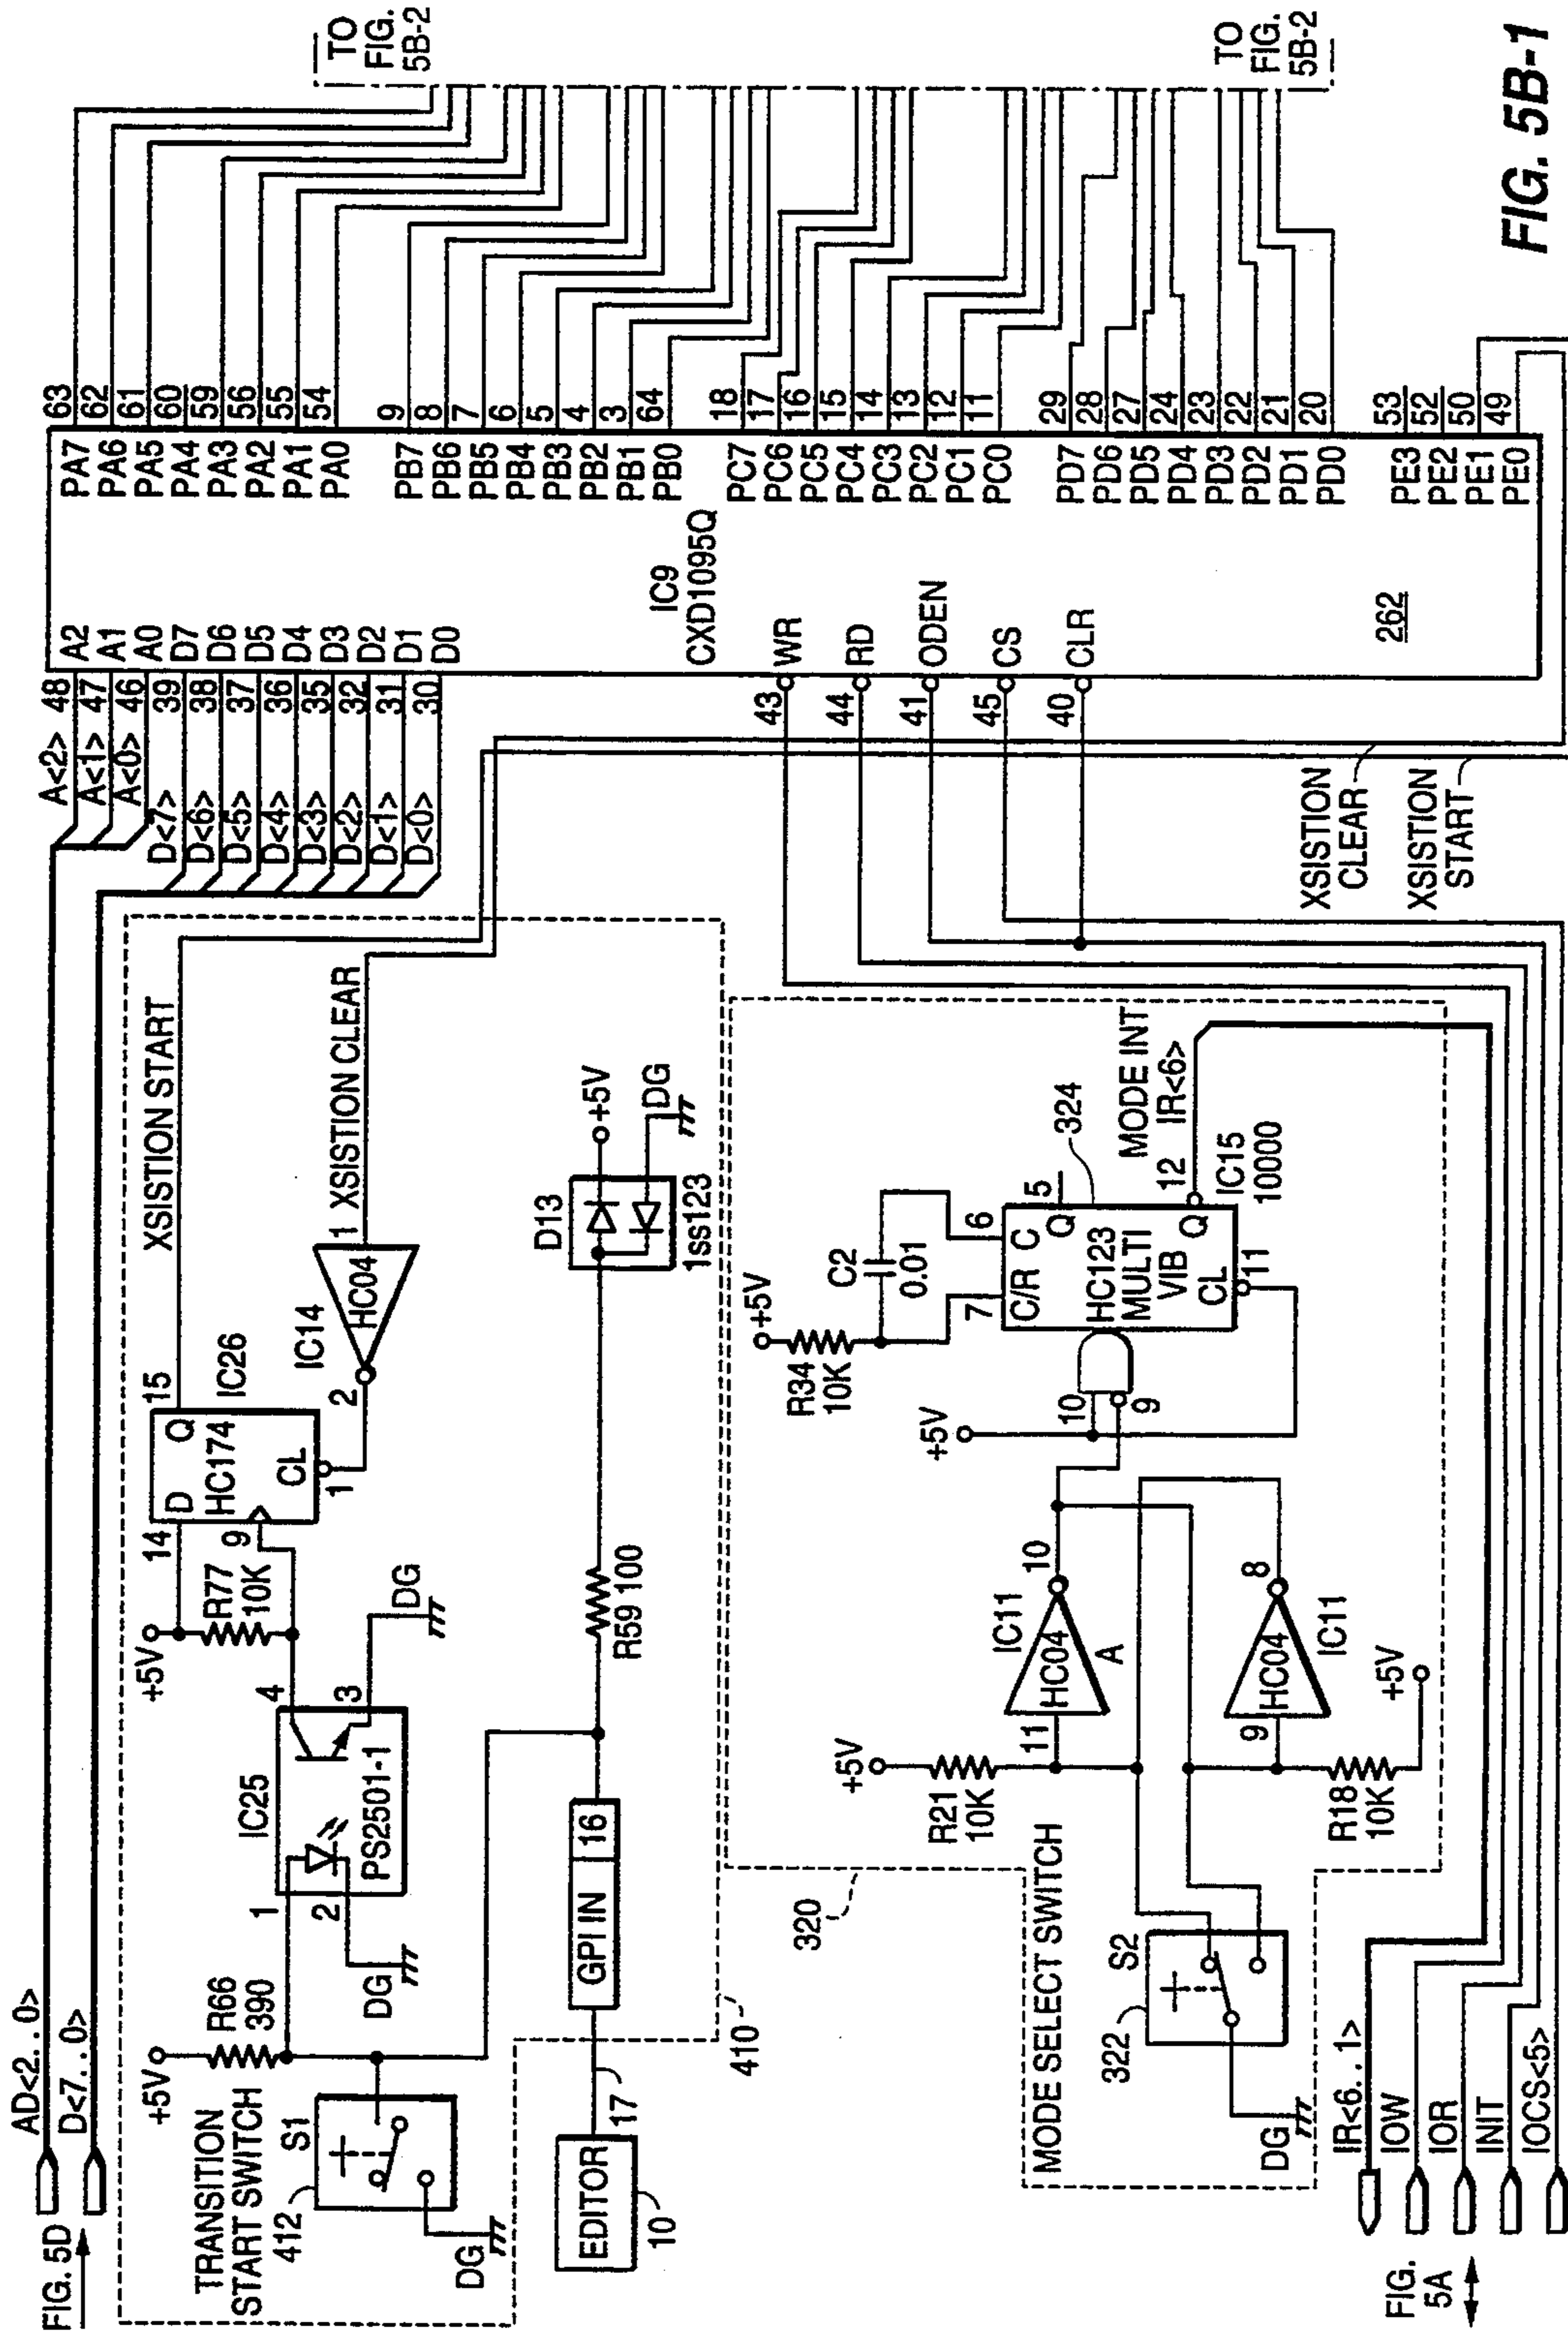 FIG. 5D
AD<2..0>
D<7..0>
A<2> 48 A2
A<1> 47 A1
A<0> 46 A0
D<7> 39 D7
D<6> 38 D6
D<5> 37 D5
D<4> 36 D4
D<3> 35 D3
D<2> 32 D2
D<1> 31 D1
D<0> 30 D0
IC9
CXD1095Q
43 WR
44 RD
41 ODEN
45 CS
40 CLR
262
PA7 63
PA6 62
PA5 61
PA4 60
PA3 59
PA2 56
PA1 55
PA0 54
PB7 9
PB6 8
PB5 7
PB4 6
PB3 5
PB2 4
PB1 3
PB0 64
PC7 18
PC6 17
PC5 16
PC4 15
PC3 14
PC2 13
PC1 12
PC0 11
PD7 29
PD6 28
PD5 27
PD4 24
PD3 23
PD2 22
PD1 21
PD0 20
PE3 53
PE2 52
PE1 50
PE0 49
TO
FIG.
5B-2
TO
FIG.
5B-2
TRANSITION
START SWITCH
412
S1
DG
+5V
R66
390
1
2
DG
IC25
PS2501-1
4
3
DG
+5V
R77
10K
14 D
9
HC174
Q 15
CL
1
IC26
IC14
HC04
2
1 XSISTION CLEAR
XSISTION START
EDITOR
10
17
GPI IN 16
R59 100
D13
1ss123
+5V
DG
410
320
MODE SELECT SWITCH
322
S2
DG
+5V
R21
10K
11
HC04
IC11
A
10
9
HC04
IC11
8
R18
10K
+5V
+5V
10
9
+5V
R34
10K
C2
0.01
7
6
C/R C
HC123
MULTI
VIB
Q 5
Q 12
CL
11
324
MODE INT
IR<6>
IC15
10000
XSISTION
CLEAR
XSISTION
START
FIG.
5A
IR<6..1>
IOW
IOR
INIT
IOCS<5>
FIG. 5B-1